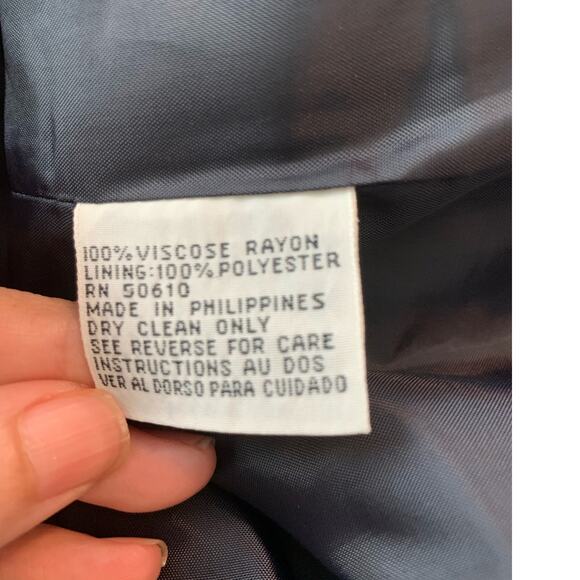 100% VISCOSE RAYON
LINING:100% POLYESTER
RN 50610
MADE IN PHILIPPINES
DRY CLEAN ONLY
SEE REVERSE FOR CARE
INSTRUCTIONS AU DOS
VER AL DORSO PARA CUIDADO